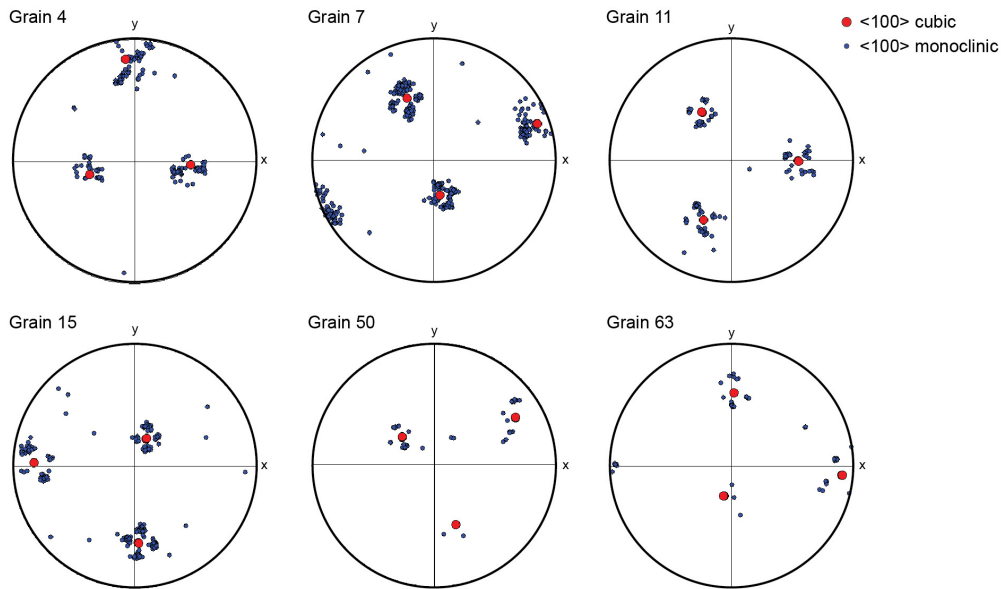 Grain 4
y
x
Grain 7
y
x
Grain 11
y
x
<100> cubic
<100> monoclinic
Grain 15
y
x
Grain 50
y
x
Grain 63
y
x